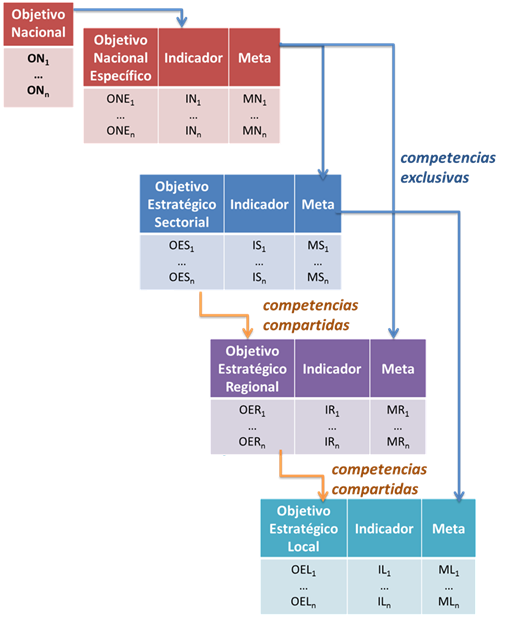 Objetivo
Nacional
ON1
...
ONn
Objetivo
Nacional
Específico
Indicador
Meta
ONE1 IN1 MN1
... ... ...
ONEn INn MNn
competencias
exclusivas
Objetivo
Estratégico
Sectorial
Indicador
Meta
OES1 IS1 MS1
... ... ...
OESn ISn MSn
competencias
compartidas
Objetivo
Estratégico
Regional
Indicador
Meta
OER1 IR1 MR1
... ... ...
OERn IRn MRn
competencias
compartidas
Objetivo
Estratégico
Local
Indicador
Meta
OEL1 IL1 ML1
... ... ...
OELn ILn MLn